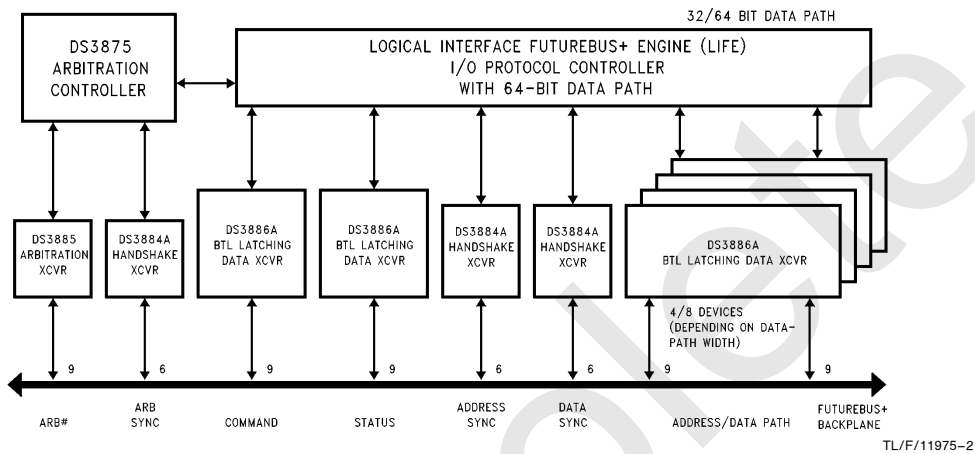 32/64 BIT DATA PATH
DS3875
ARBITRATION
CONTROLLER
LOGICAL INTERFACE FUTUREBUS+ ENGINE (LIFE)
I/O PROTOCOL CONTROLLER
WITH 64-BIT DATA PATH
DS3885
ARBITRATION
XCVR
DS3884A
HANDSHAKE
XCVR
DS3886A
BTL LATCHING
DATA XCVR
DS3886A
BTL LATCHING
DATA XCVR
DS3884A
HANDSHAKE
XCVR
DS3884A
HANDSHAKE
XCVR
DS3886A
BTL LATCHING DATA XCVR
4/8 DEVICES
(DEPENDING ON DATA-
PATH WIDTH)
9 6 9 9 6 6 9 9
ARB#
ARB
SYNC
COMMAND
STATUS
ADDRESS
SYNC
DATA
SYNC
ADDRESS/DATA PATH
FUTUREBUS+
BACKPLANE
TL/F/11975-2